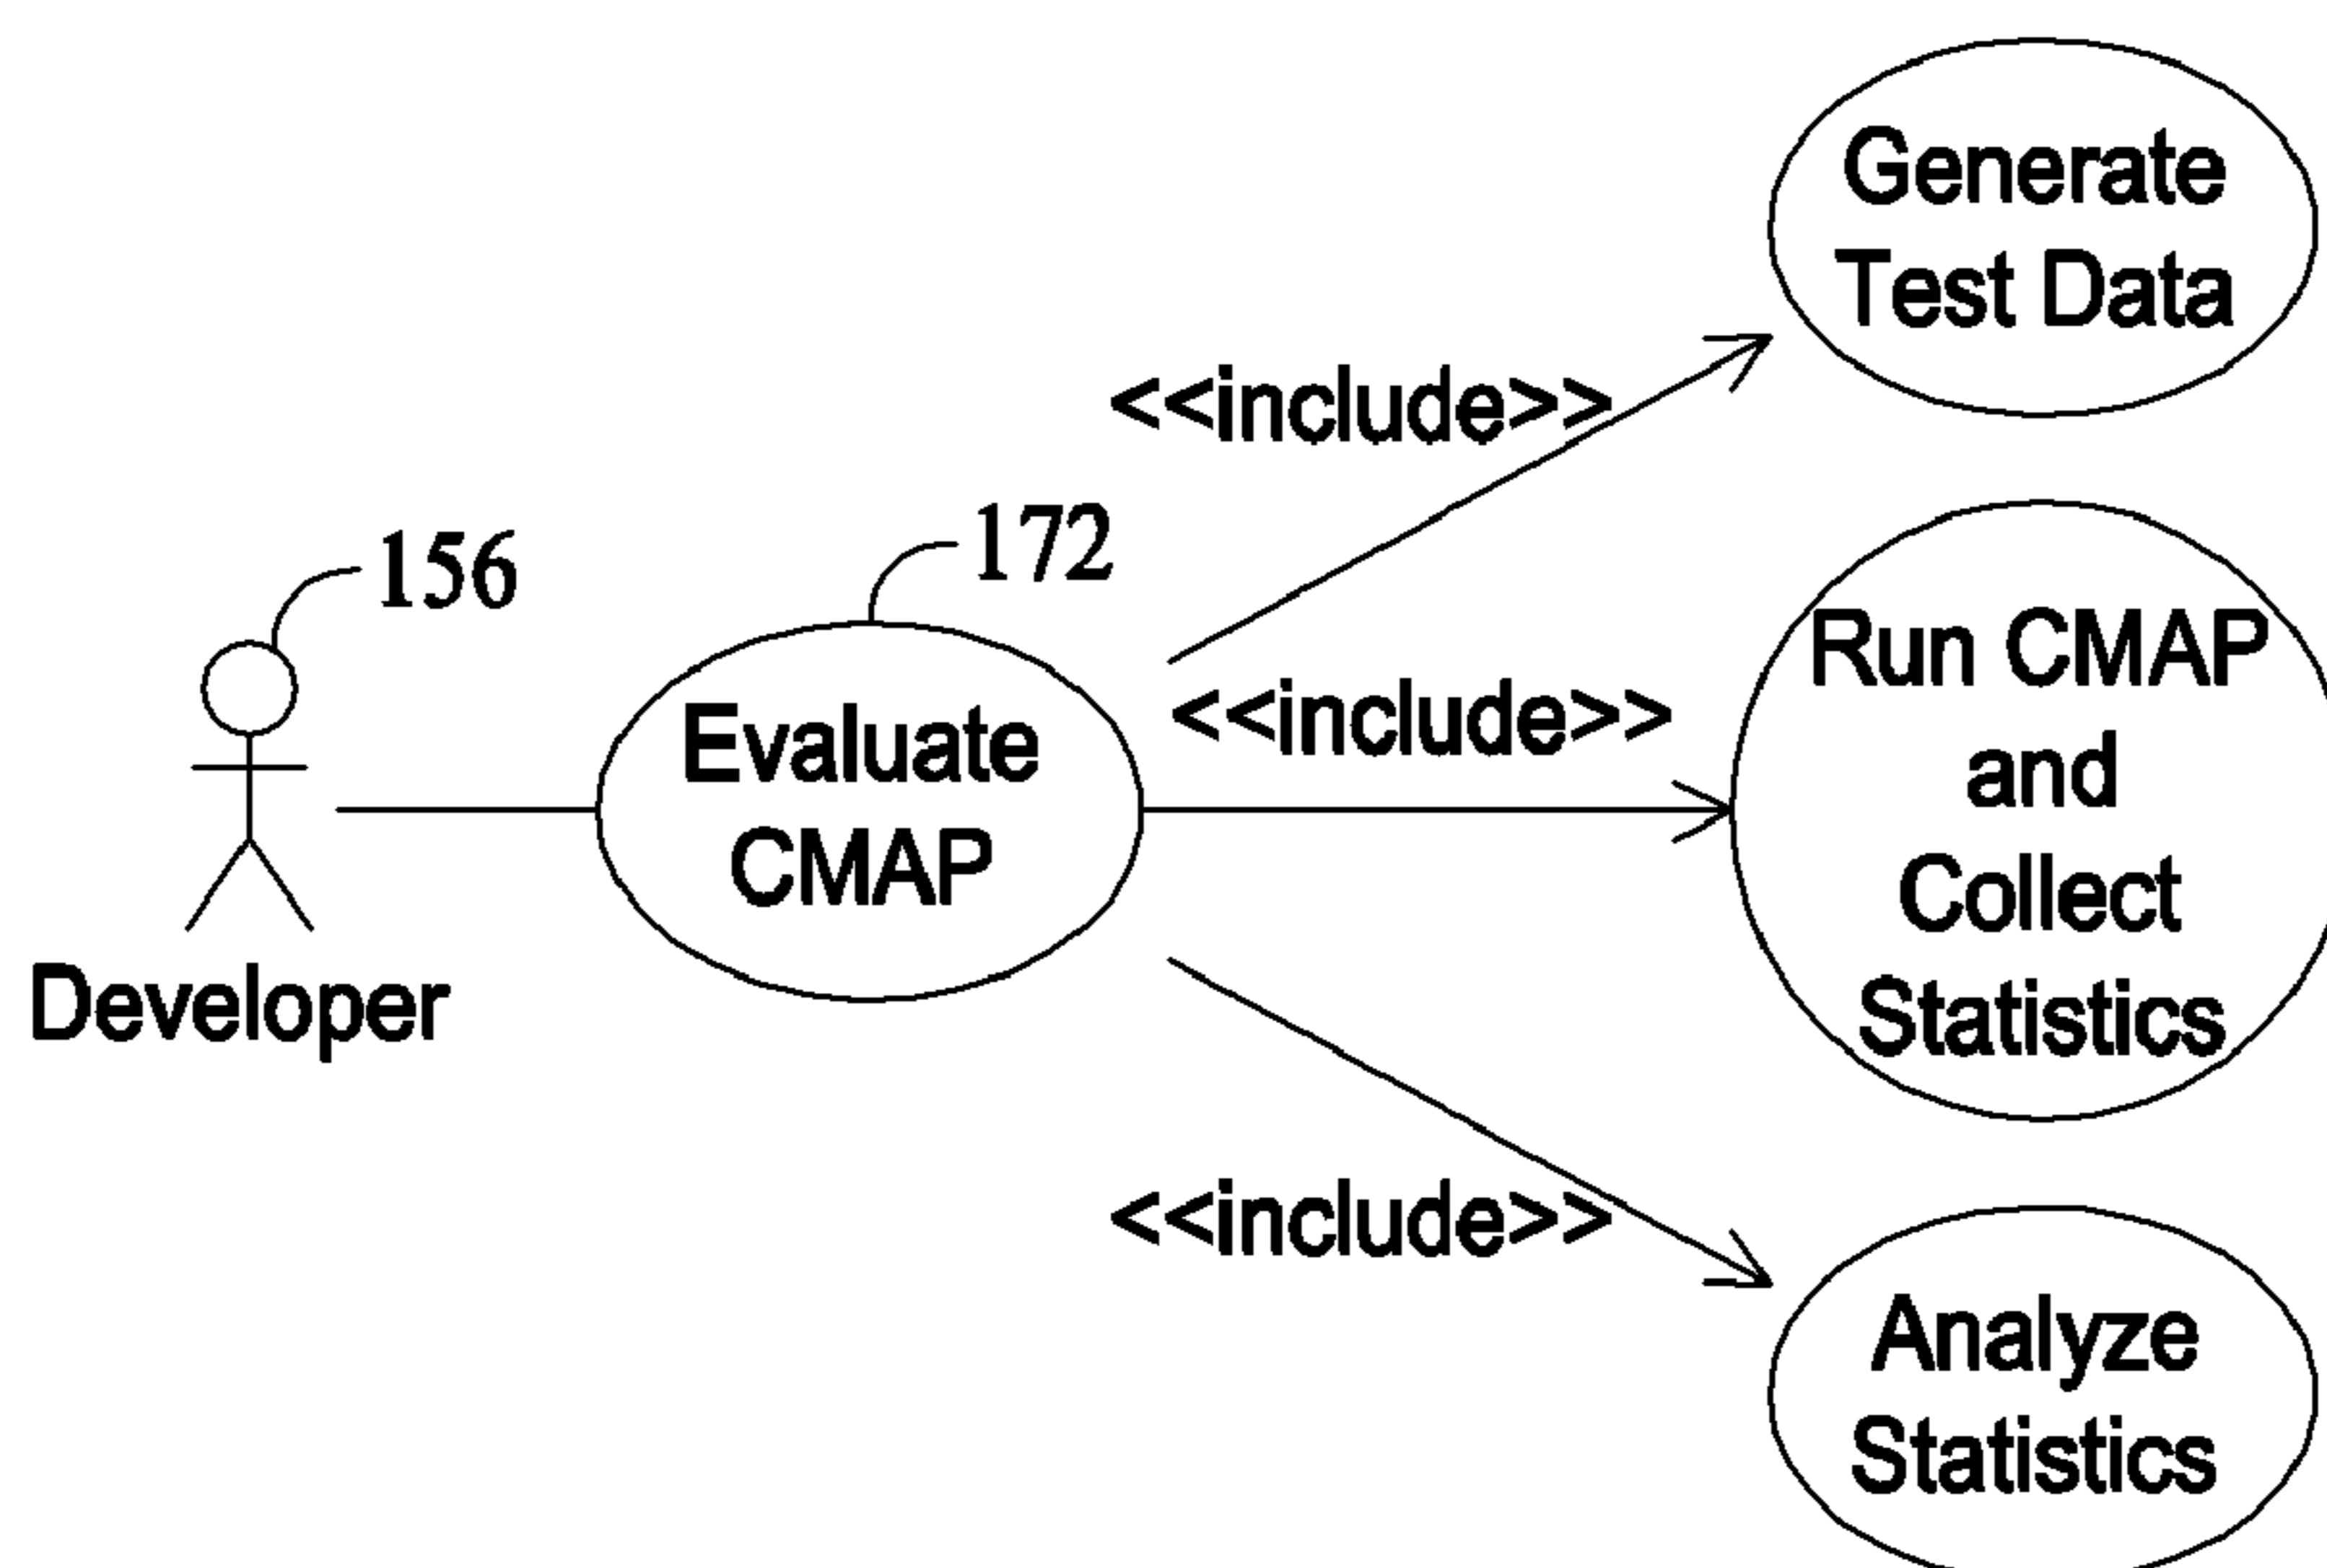 Generate
Test Data
<<include>>
156
172
Evaluate
CMAP
<<include>>
Run CMAP
and
Collect
Statistics
Developer
<<include>>
Analyze
Statistics